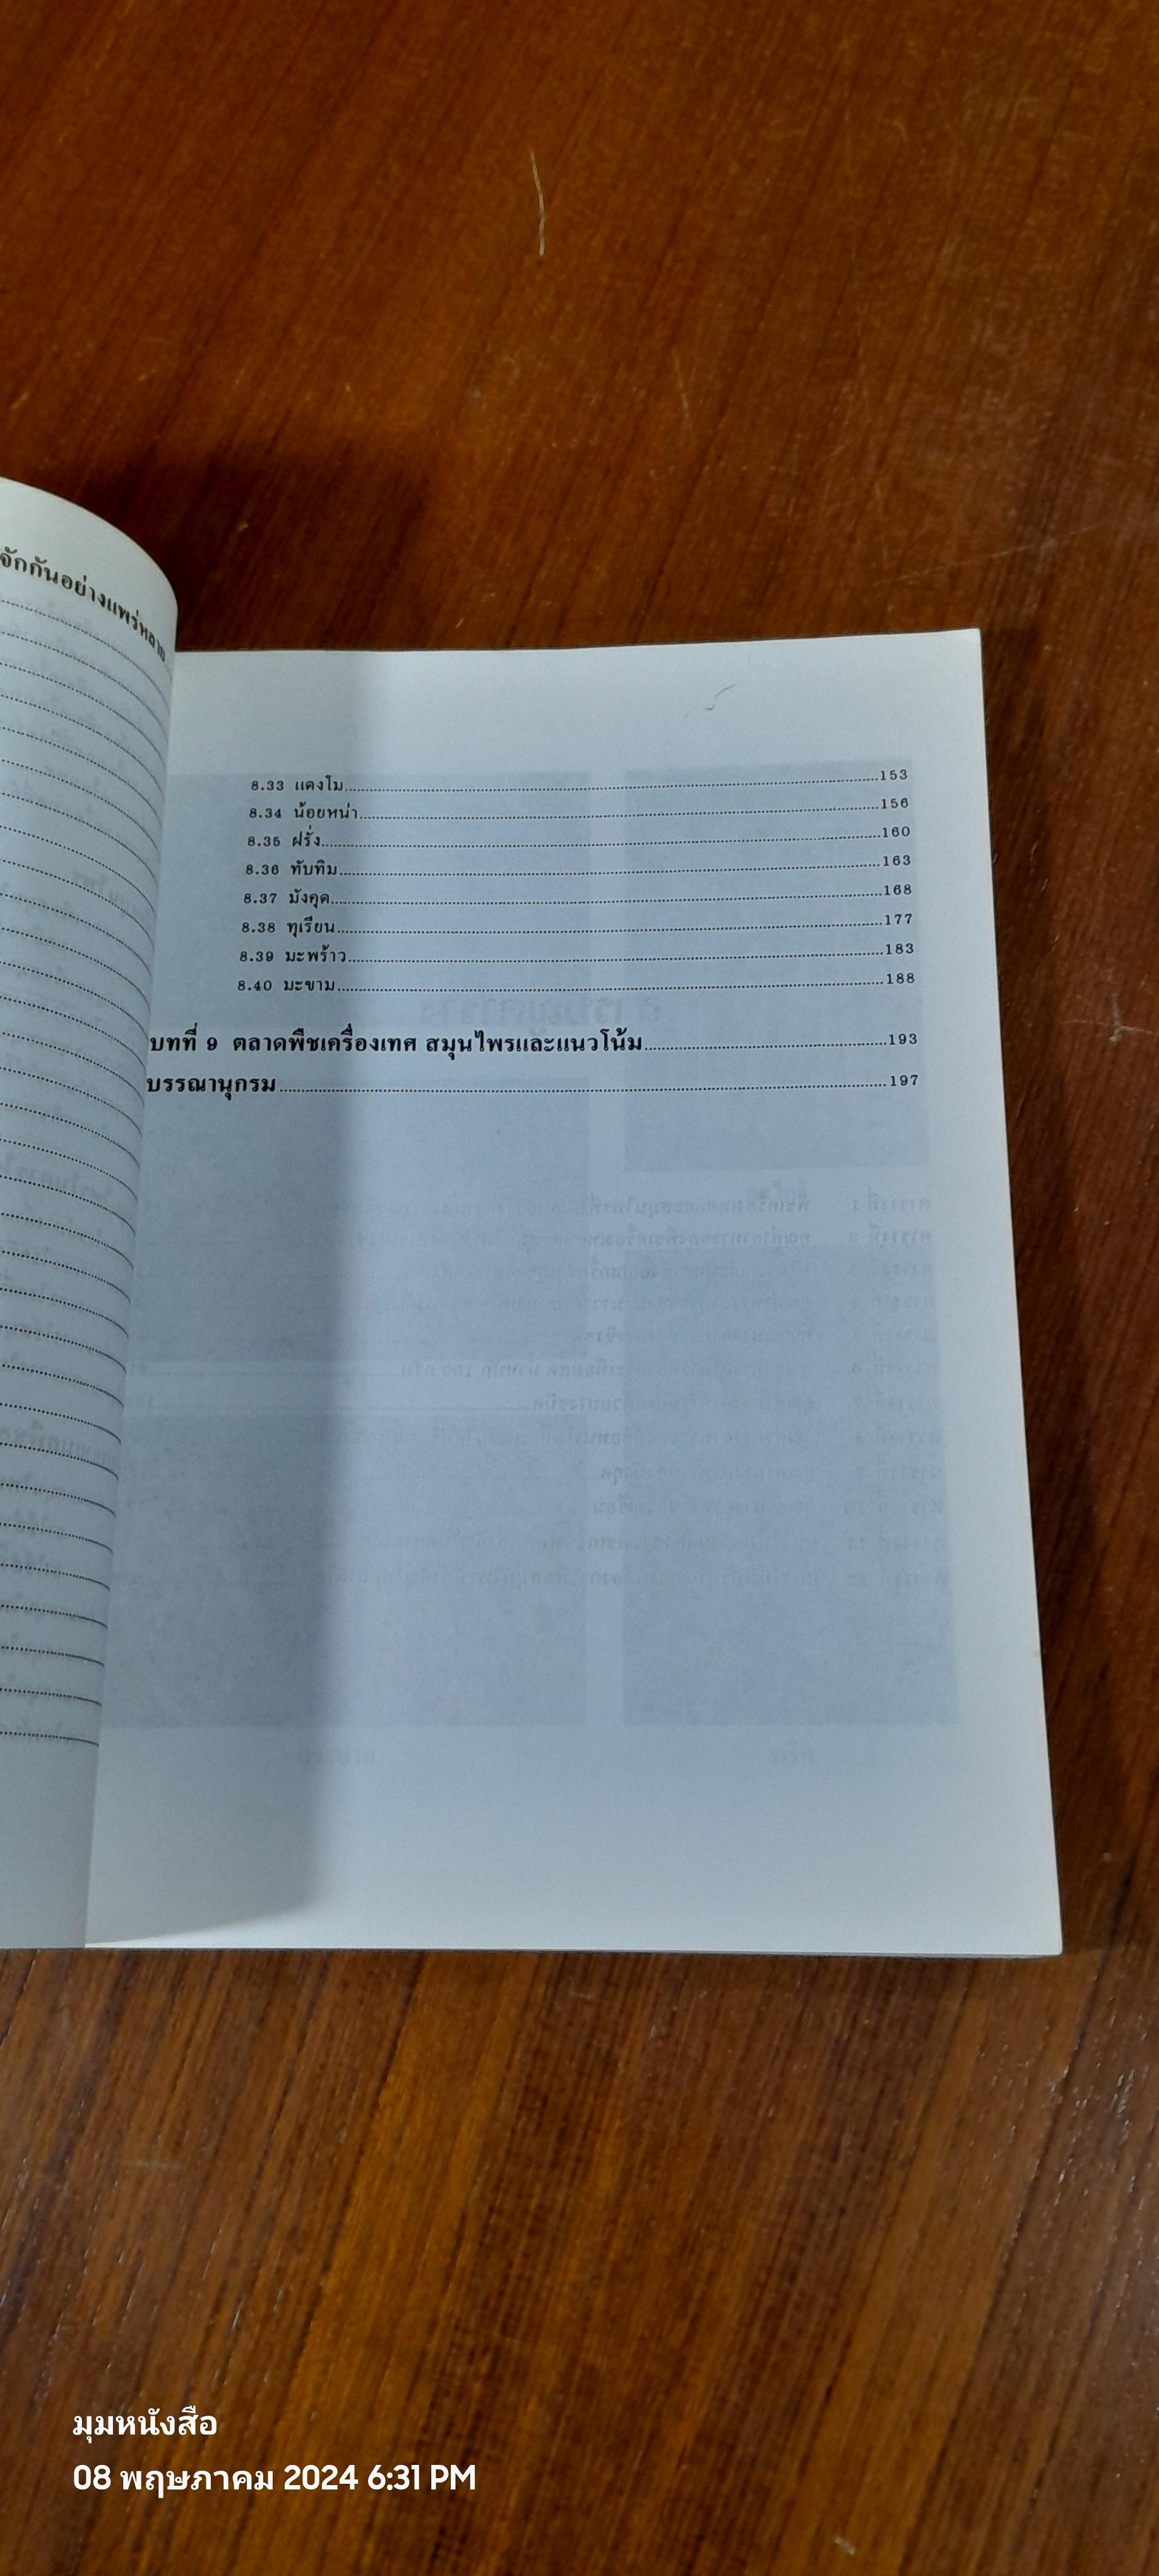 จักกันอย่างแพร่หลาย
8.33 แตงโม 153
8.34 น้อยหน่า 156
8.35 ฝรั่ง 160
8.36 ทับทิม 163
8.37 มังคุด 168
8.38 ทุเรียน 177
8.39 มะพร้าว 183
8.40 มะขาม 188
บทที่ 9 ตลาดพืชเครื่องเทศ สมุนไพรและแนวโน้ม 193
บรรณานุกรม 197
มุมหนังสือ
08 พฤษภาคม 2024 6:31 PM